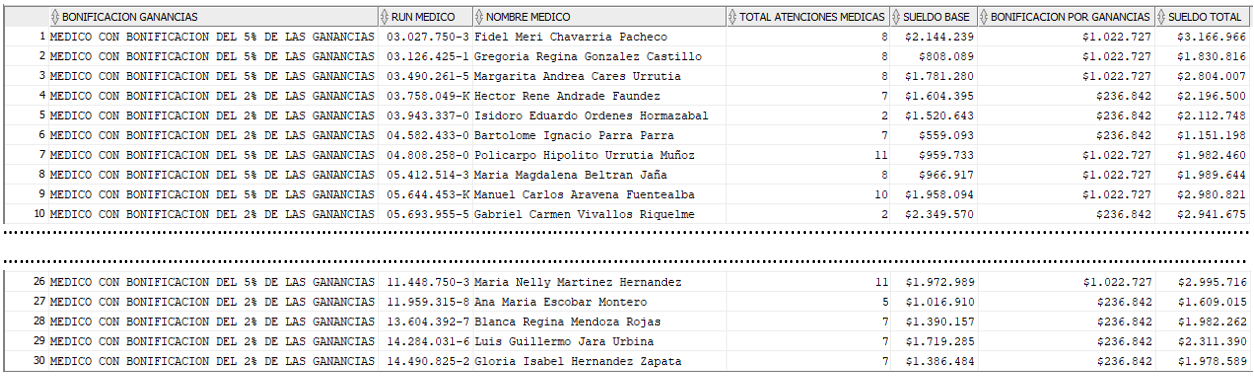 BONIFICACION GANANCIAS RUN MEDICO NOMBRE MEDICO TOTAL ATENCIONES MEDICAS SUELDO BASE BONIFICACION POR GANANCIAS SUELDO TOTAL
1 MEDICO CON BONIFICACION DEL 5% DE LAS GANANCIAS 03.027.750-3 Fidel Meri Chavarria Pacheco 8 $2.144.239 $1.022.727 $3.166.966
2 MEDICO CON BONIFICACION DEL 5% DE LAS GANANCIAS 03.126.425-1 Gregoria Regina Gonzalez Castillo 8 $808.089 $1.022.727 $1.830.816
3 MEDICO CON BONIFICACION DEL 5% DE LAS GANANCIAS 03.490.261-5 Margarita Andrea Cares Urrutia 8 $1.781.280 $1.022.727 $2.804.007
4 MEDICO CON BONIFICACION DEL 2% DE LAS GANANCIAS 03.758.049-K Hector Rene Andrade Faundez 7 $1.604.395 $236.842 $2.196.500
5 MEDICO CON BONIFICACION DEL 2% DE LAS GANANCIAS 03.943.337-0 Isidoro Eduardo Ordenes Hormazabal 2 $1.520.643 $236.842 $2.112.748
6 MEDICO CON BONIFICACION DEL 2% DE LAS GANANCIAS 04.582.433-0 Bartolome Ignacio Parra Parra 7 $559.093 $236.842 $1.151.198
7 MEDICO CON BONIFICACION DEL 5% DE LAS GANANCIAS 04.808.258-0 Policarpo Hipolito Urrutia Muñoz 11 $959.733 $1.022.727 $1.982.460
8 MEDICO CON BONIFICACION DEL 5% DE LAS GANANCIAS 05.412.514-3 Maria Magdalena Beltran Jaña 8 $966.917 $1.022.727 $1.989.644
9 MEDICO CON BONIFICACION DEL 5% DE LAS GANANCIAS 05.644.453-K Manuel Carlos Aravena Fuentealba 10 $1.958.094 $1.022.727 $2.980.821
10 MEDICO CON BONIFICACION DEL 2% DE LAS GANANCIAS 05.693.955-5 Gabriel Carmen Vivallos Riquelme 2 $2.349.570 $236.842 $2.941.675
26 MEDICO CON BONIFICACION DEL 5% DE LAS GANANCIAS 11.448.750-3 Maria Nelly Martinez Hernandez 11 $1.972.989 $1.022.727 $2.995.716
27 MEDICO CON BONIFICACION DEL 2% DE LAS GANANCIAS 11.959.315-8 Ana Maria Escobar Montero 5 $1.016.910 $236.842 $1.609.015
28 MEDICO CON BONIFICACION DEL 2% DE LAS GANANCIAS 13.604.392-7 Blanca Regina Mendoza Rojas 7 $1.390.157 $236.842 $1.982.262
29 MEDICO CON BONIFICACION DEL 2% DE LAS GANANCIAS 14.284.031-6 Luis Guillermo Jara Urbina 7 $1.719.285 $236.842 $2.311.390
30 MEDICO CON BONIFICACION DEL 2% DE LAS GANANCIAS 14.490.825-2 Gloria Isabel Hernandez Zapata 7 $1.386.484 $236.842 $1.978.589